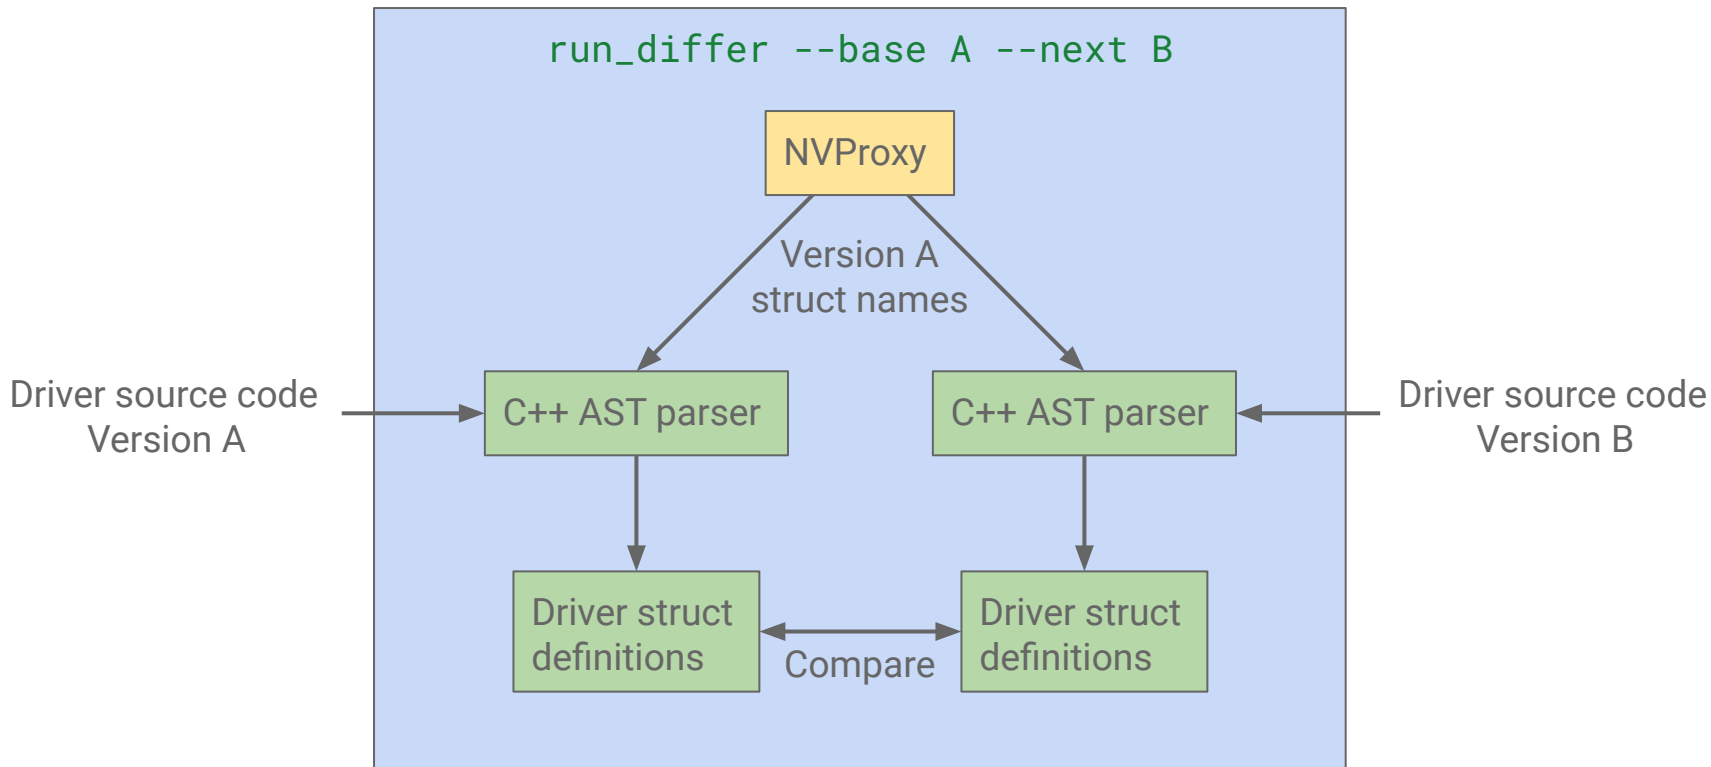 run_differ --base A --next B
NVProxy
Version A
struct names
Driver source code
Version A
C++ AST parser
C++ AST parser
Driver source code
Version B
Driver struct
definitions
Compare
Driver struct
definitions